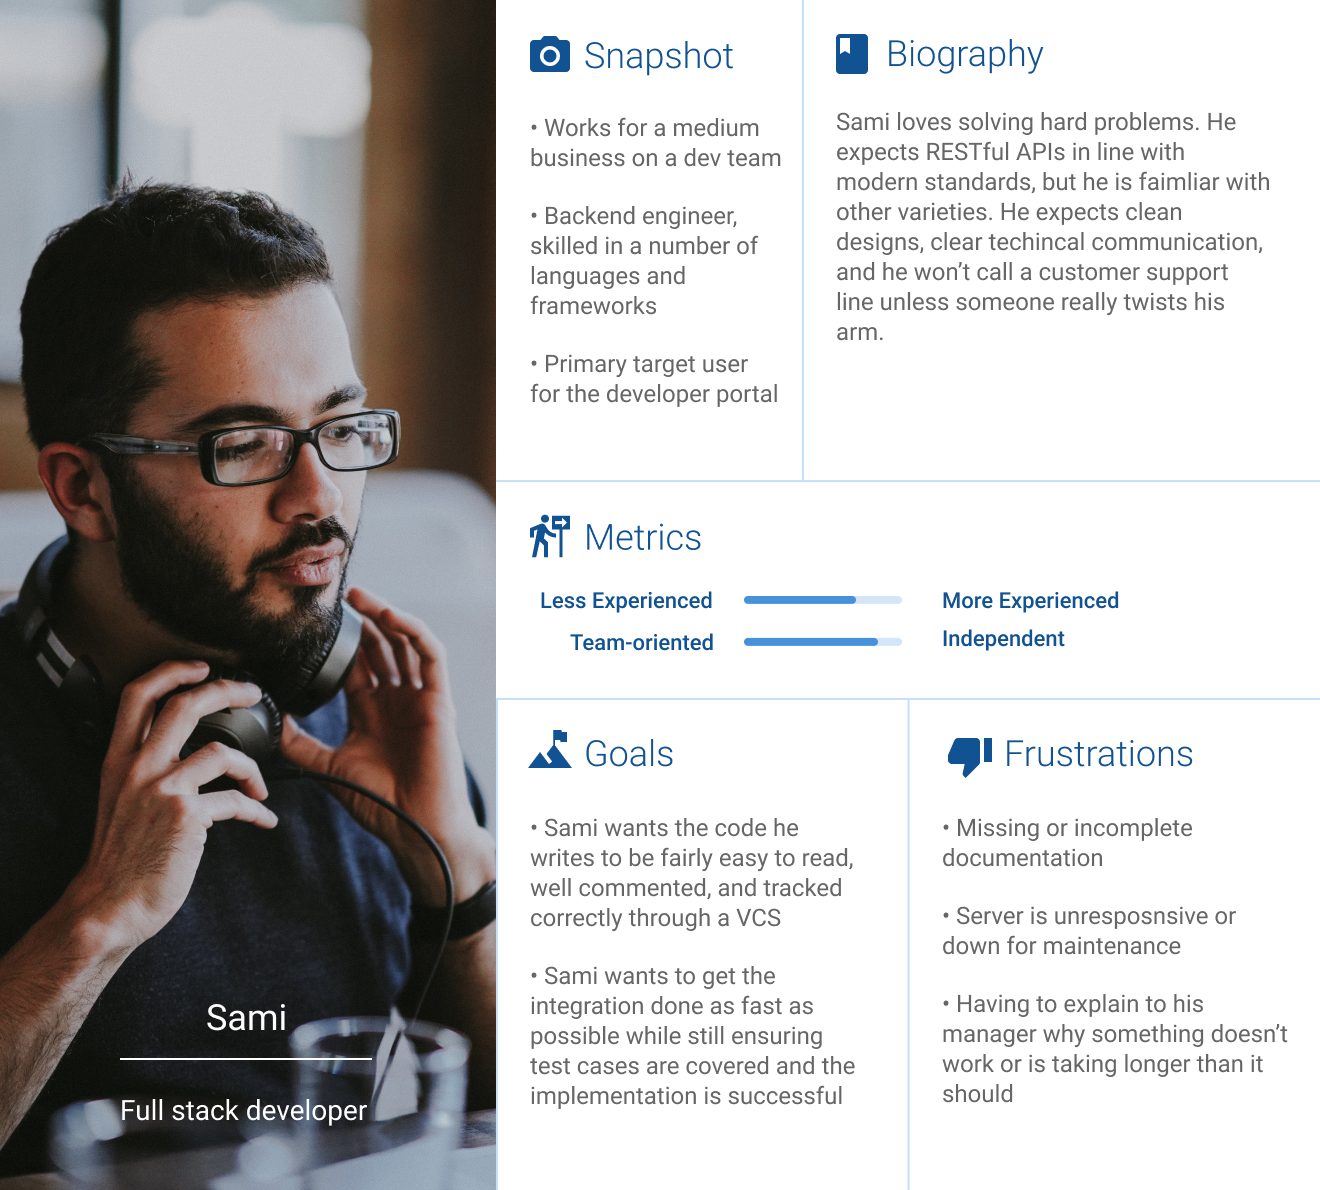 Snapshot
• Works for a medium
business on a dev team
• Backend engineer,
skilled in a number of
languages and
frameworks
• Primary target user
for the developer portal
Biography
Sami loves solving hard problems. He
expects RESTful APIs in line with
modern standards, but he is faimliar with
other varieties. He expects clean
designs, clear techincal communication,
and he won’t call a customer support
line unless someone really twists his
arm.
Metrics
Less Experienced
More Experienced
Team-oriented
Independent
Goals
• Sami wants the code he
writes to be fairly easy to read,
well commented, and tracked
correctly through a VCS
• Sami wants to get the
integration done as fast as
possible while still ensuring
test cases are covered and the
implementation is successful
Frustrations
• Missing or incomplete
documentation
• Server is unresposnsive or
down for maintenance
• Having to explain to his
manager why something doesn’t
work or is taking longer than it
should
Sami
Full stack developer